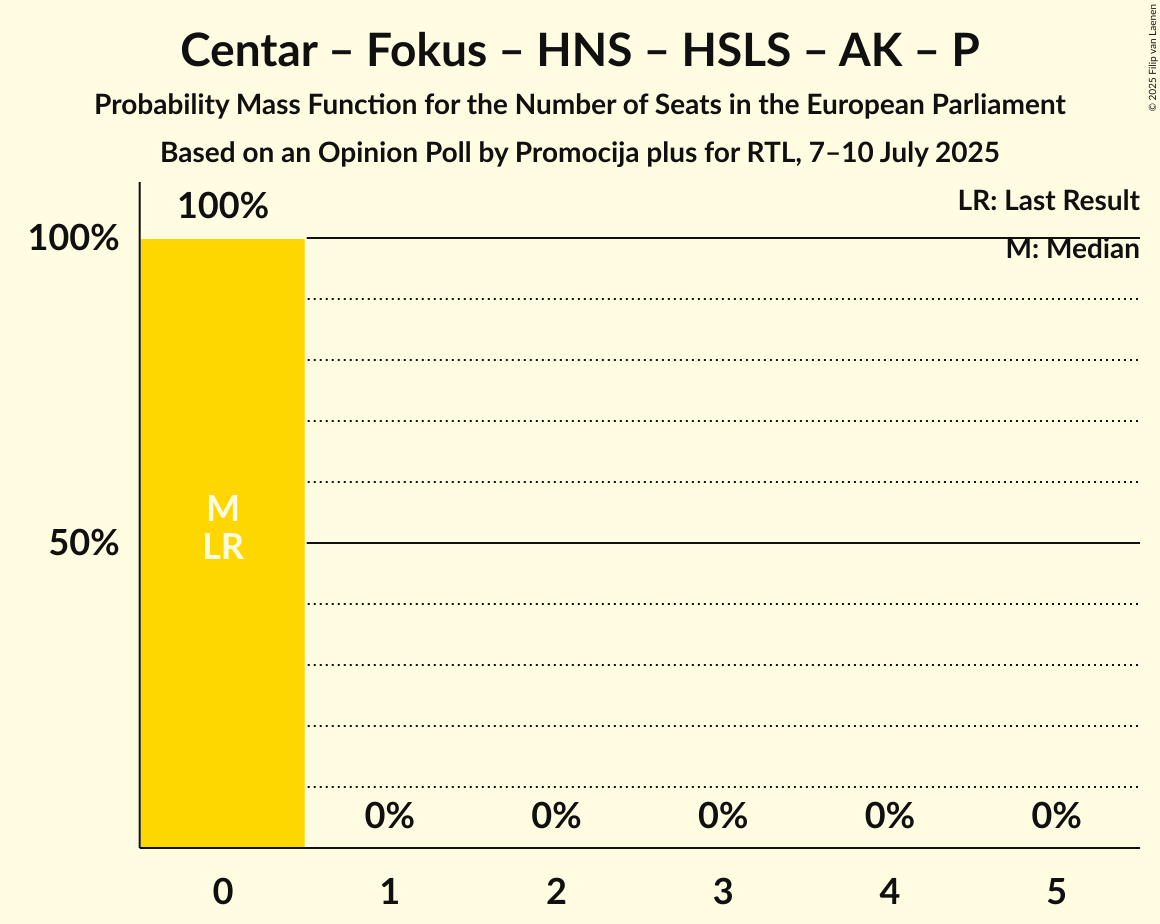 Centar – Fokus – HNS – HSLS – AK – P
Probability Mass Function for the Number of Seats in the European Parliament
Based on an Opinion Poll by Promocija plus for RTL, 7–10 July 2025
© 2025 Filip van Laenen
LR: Last Result
M: Median
100%
100%
50%
M
LR
0%
0%
0%
0%
0%
0
1
2
3
4
5